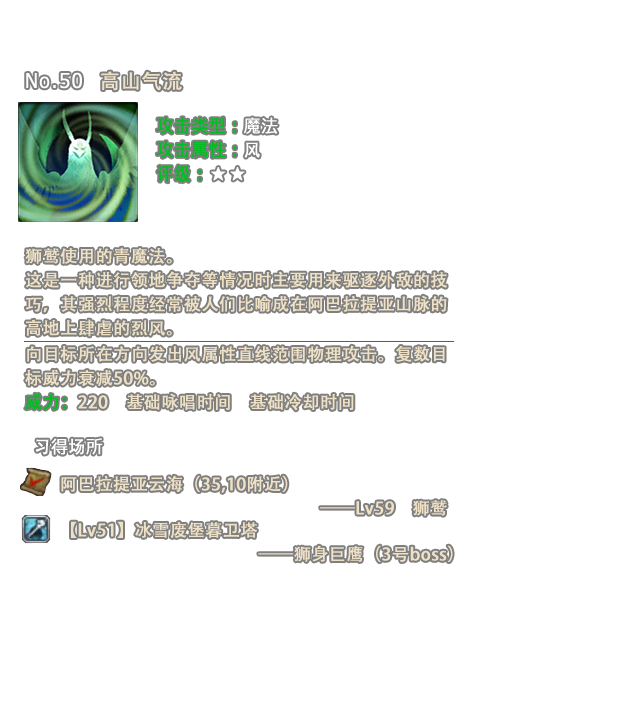 No.50 高山气流
攻击类型：魔法
攻击属性：风
评级：★★
狮鹫使用的青魔法。
这是一种进行领地争夺等情况时主要用来驱逐外敌的技
巧，其强烈程度经常被人们比喻成在阿巴拉提亚山脉的
高地上肆虐的烈风。
向目标所在方向发出风属性直线范围物理攻击。复数目
标威力衰减50%。
威力：220 基础咏唱时间 基础冷却时间
习得场所
阿巴拉提亚云海（35,10附近）
——Lv59 狮鹫
【Lv51】冰雪废堡暮卫塔
——狮身巨鹰（3号boss）